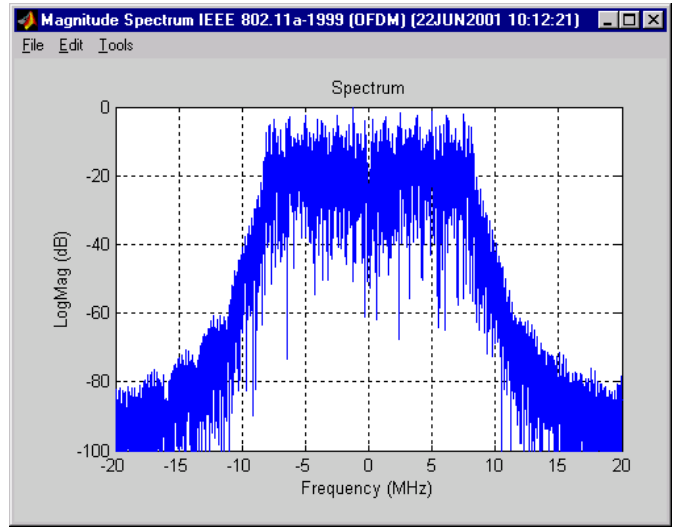 Magnitude Spectrum IEEE 802.11a-1999 (OFDM) (22JUN2001 10:12:21)
File Edit Tools
Spectrum
0
-20
-40
-60
-80
-100
LogMag (dB)
-20 -15 -10 -5 0 5 10 15 20
Frequency (MHz)